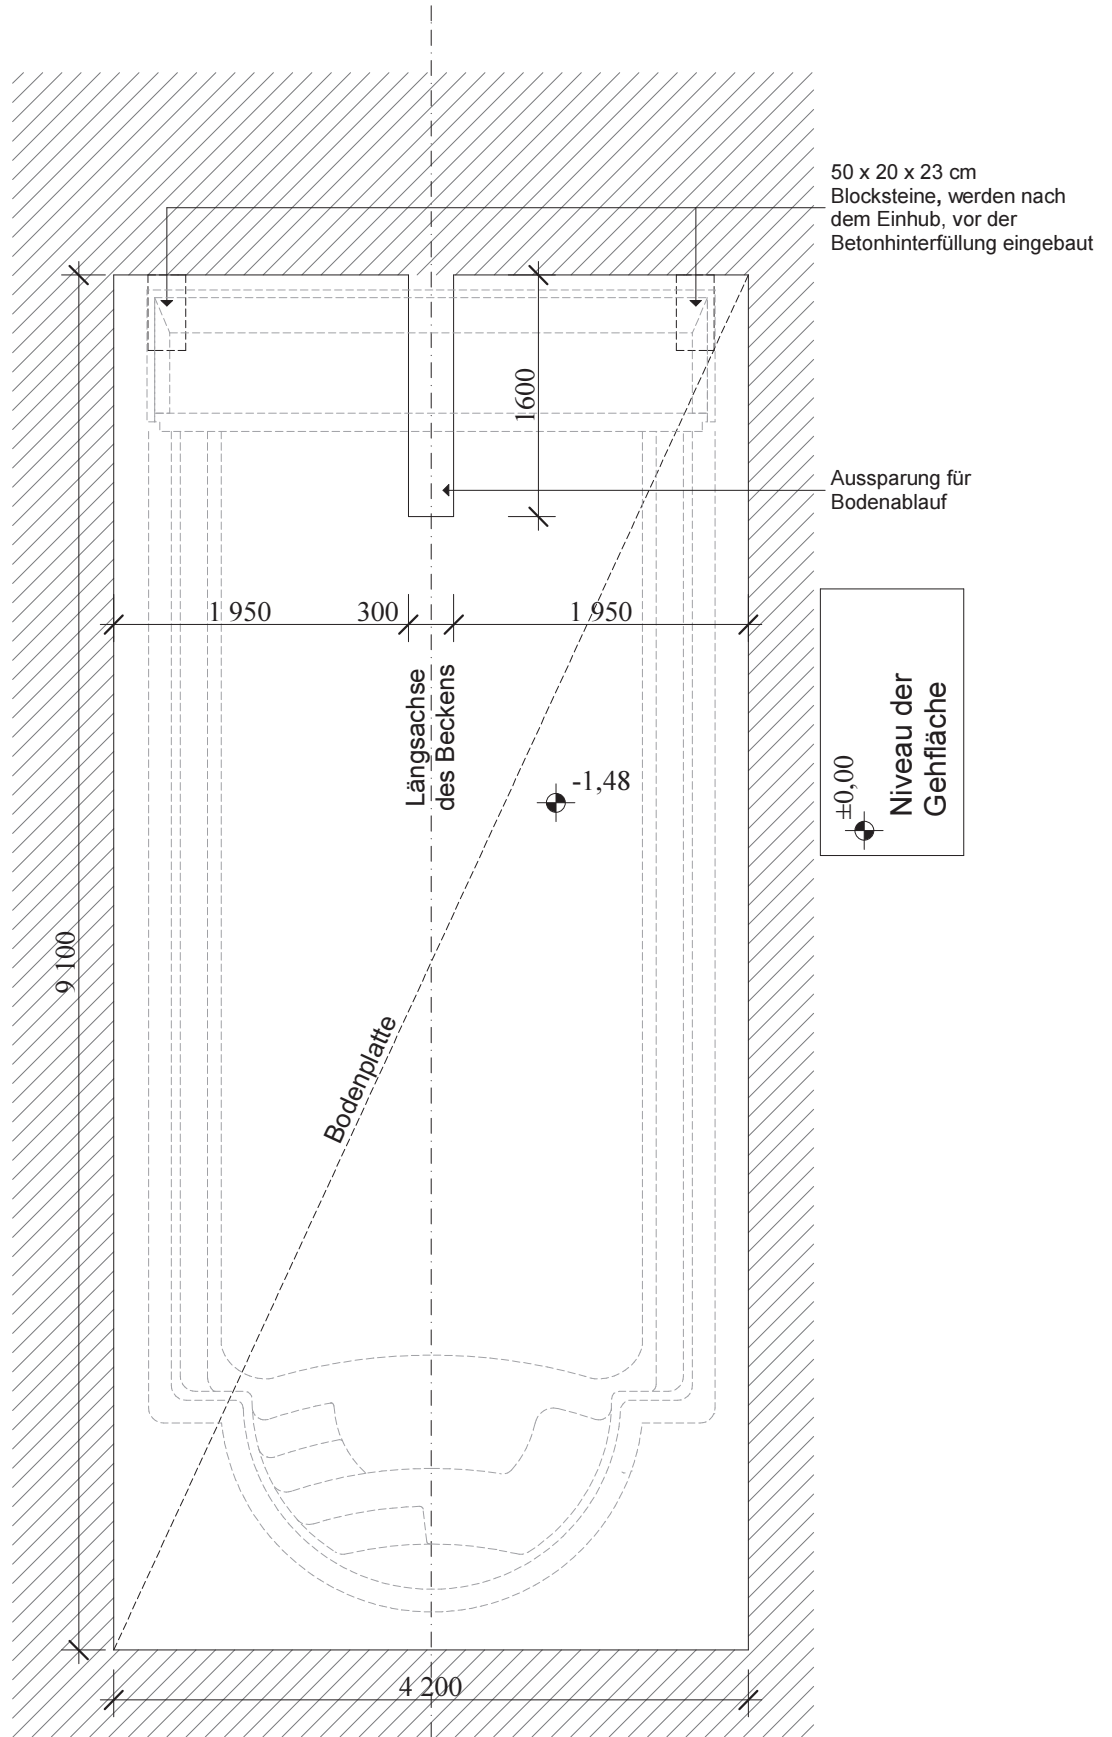 50 x 20 x 23 cm
Blocksteine, werden nach
dem Einhub, vor der
Betonhinterfüllung eingebaut
1600
Aussparung für
Bodenablauf
1 950
300
1 950
Längsachse
des Beckens
-1,48
±0,00
Niveau der
Gehfläche
9 100
Bodenplatte
4 200